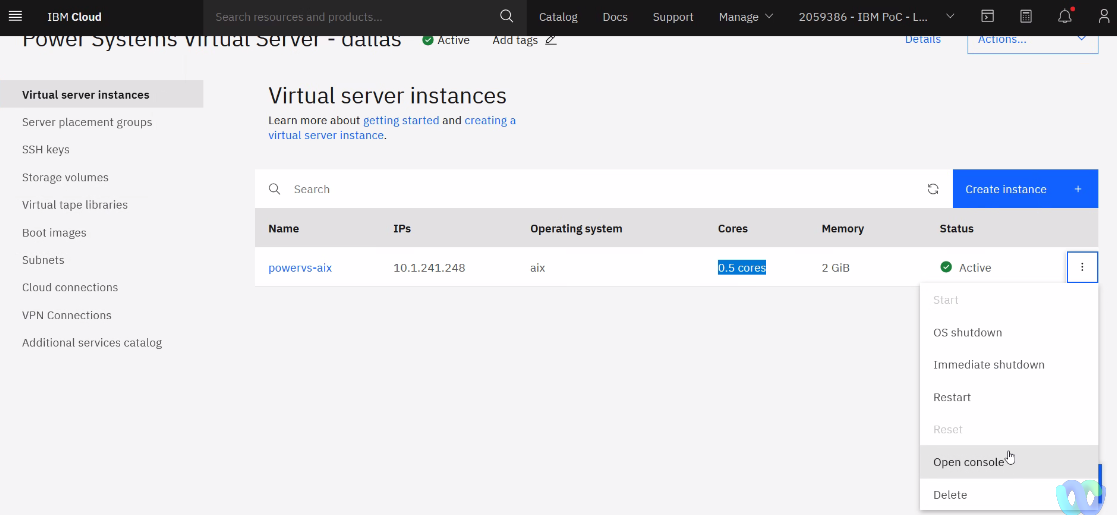 IBM Cloud
Search resources and products...
Catalog
Docs
Support
Manage
2059386 - IBM PoC - L...
Power Systems Virtual Server - dallas
Active
Add tags
Details
Actions...
Virtual server instances
Server placement groups
SSH keys
Storage volumes
Virtual tape libraries
Boot images
Subnets
Cloud connections
VPN Connections
Additional services catalog
Virtual server instances
Learn more about getting started and creating a
virtual server instance.
Search
Create instance +
Name IPs Operating system Cores Memory Status
powervs-aix 10.1.241.248 aix 0.5 cores 2 GiB Active
Start
OS shutdown
Immediate shutdown
Restart
Reset
Open console
Delete